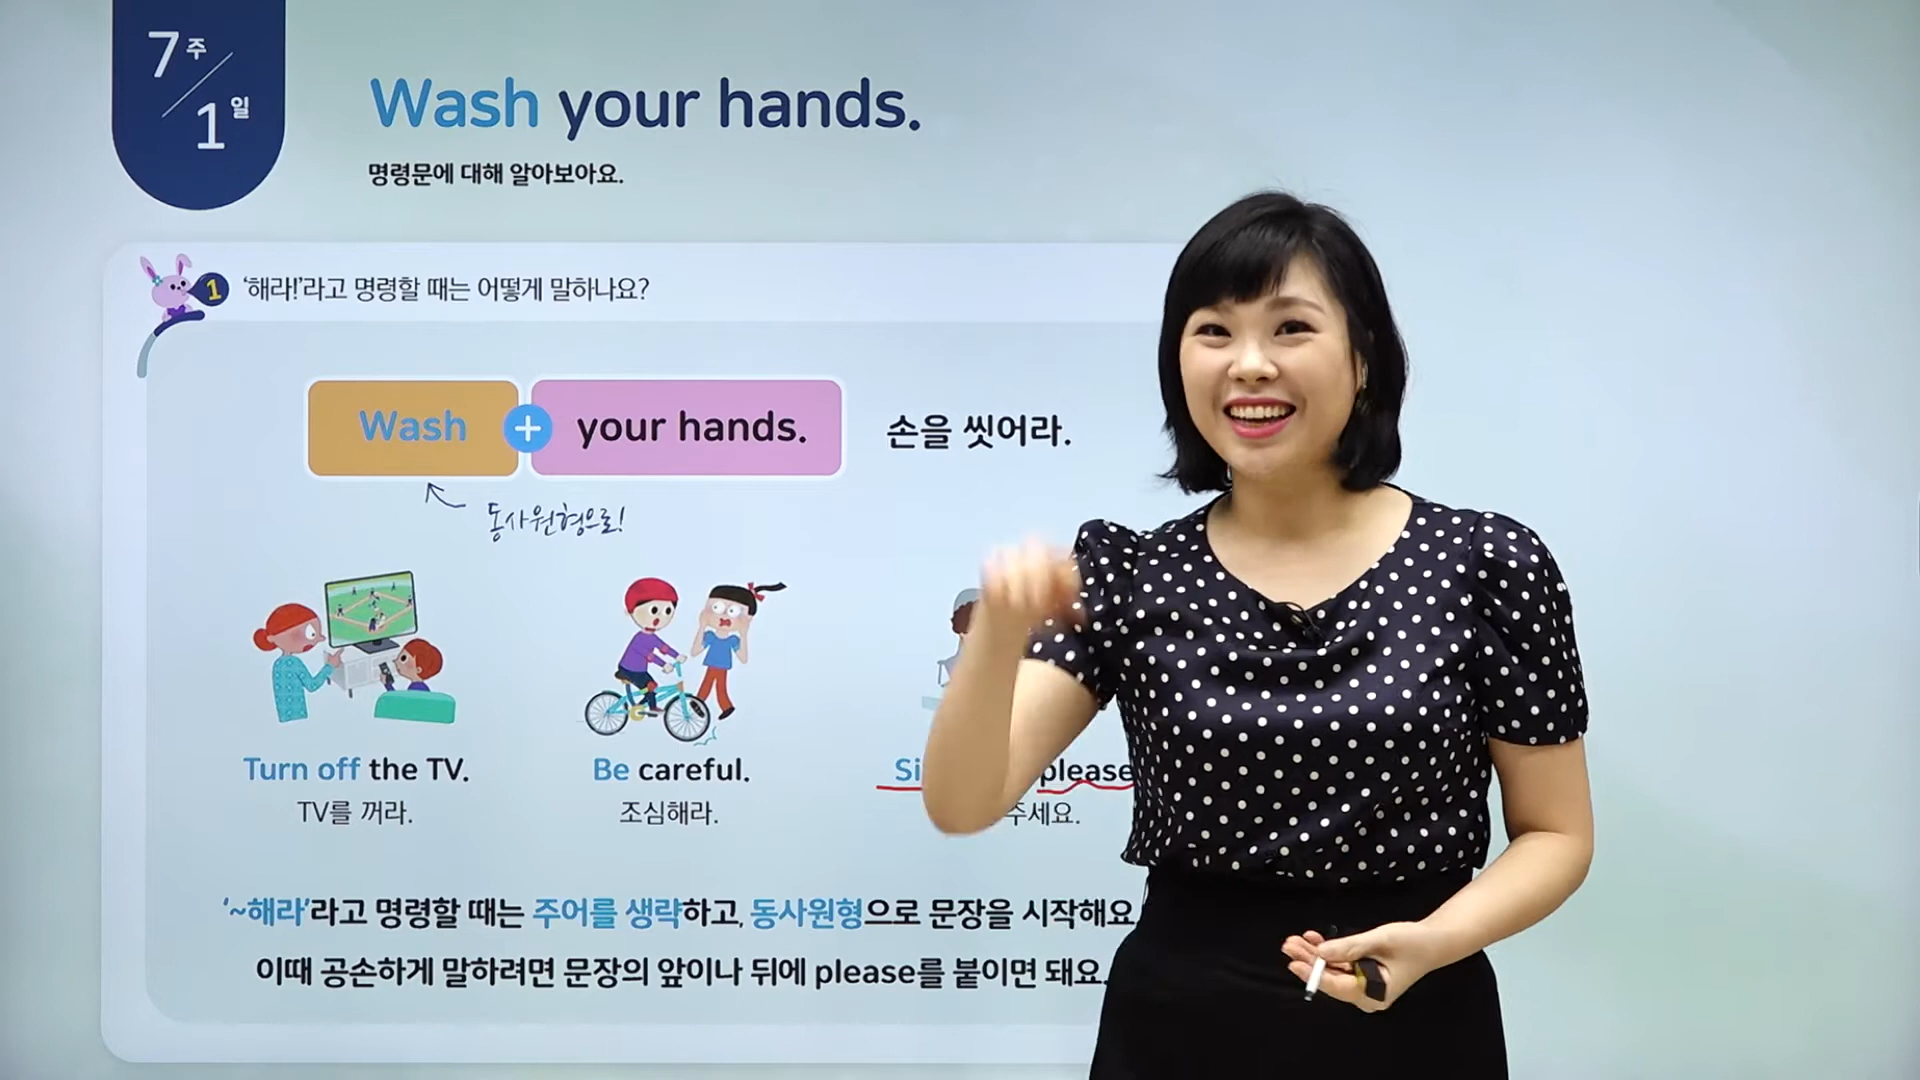 7주
1일
Wash your hands.
명령문에 대해 알아보아요.
1 '해라!'라고 명령할 때는 어떻게 말하나요?
Wash + your hands. 손을 씻어라.
동사원형으로!
Turn off the TV. Be careful. please
TV를 꺼라. 조심해라. 주세요.
'~해라'라고 명령할 때는 주어를 생략하고, 동사원형으로 문장을 시작해요.
이때 공손하게 말하려면 문장의 앞이나 뒤에 please를 붙이면 돼요.